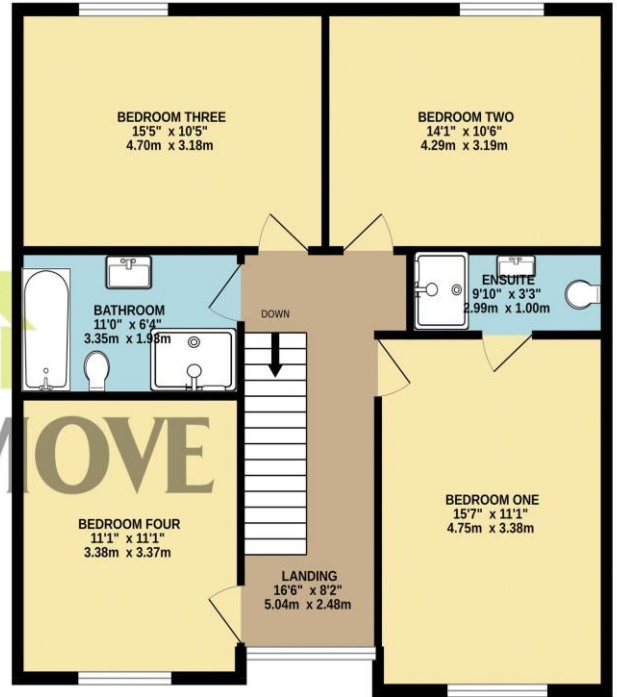 BEDROOM THREE
15'5" x 10'5"
4.70m x 3.18m
BEDROOM TWO
14'1" x 10'6"
4.29m x 3.19m
BATHROOM
11'0" x 6'4"
3.35m x 1.93m
DOWN
ENSUITE
9'10" x 3'3"
2.99m x 1.00m
MOVE
BEDROOM FOUR
11'1" x 11'1"
3.38m x 3.37m
BEDROOM ONE
15'7" x 11'1"
4.75m x 3.38m
LANDING
16'6" x 8'2"
5.04m x 2.48m